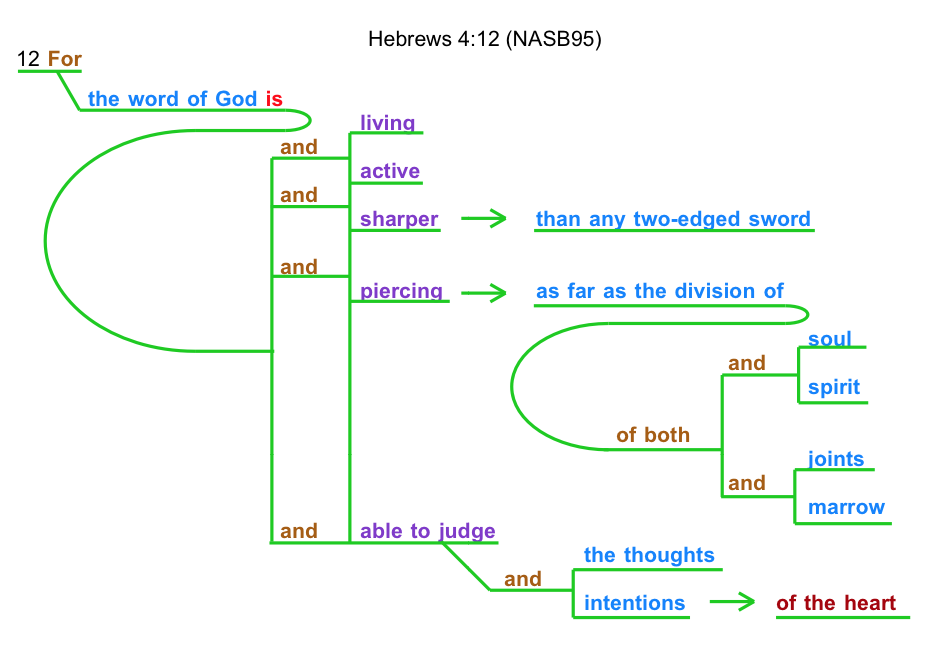 Hebrews 4:12 (NASB95)
12 For
the word of God is
living
and
active
and
sharper
than any two-edged sword
and
piercing
as far as the division of
soul
and
spirit
of both
joints
and
marrow
and
able to judge
the thoughts
and
intentions
of the heart